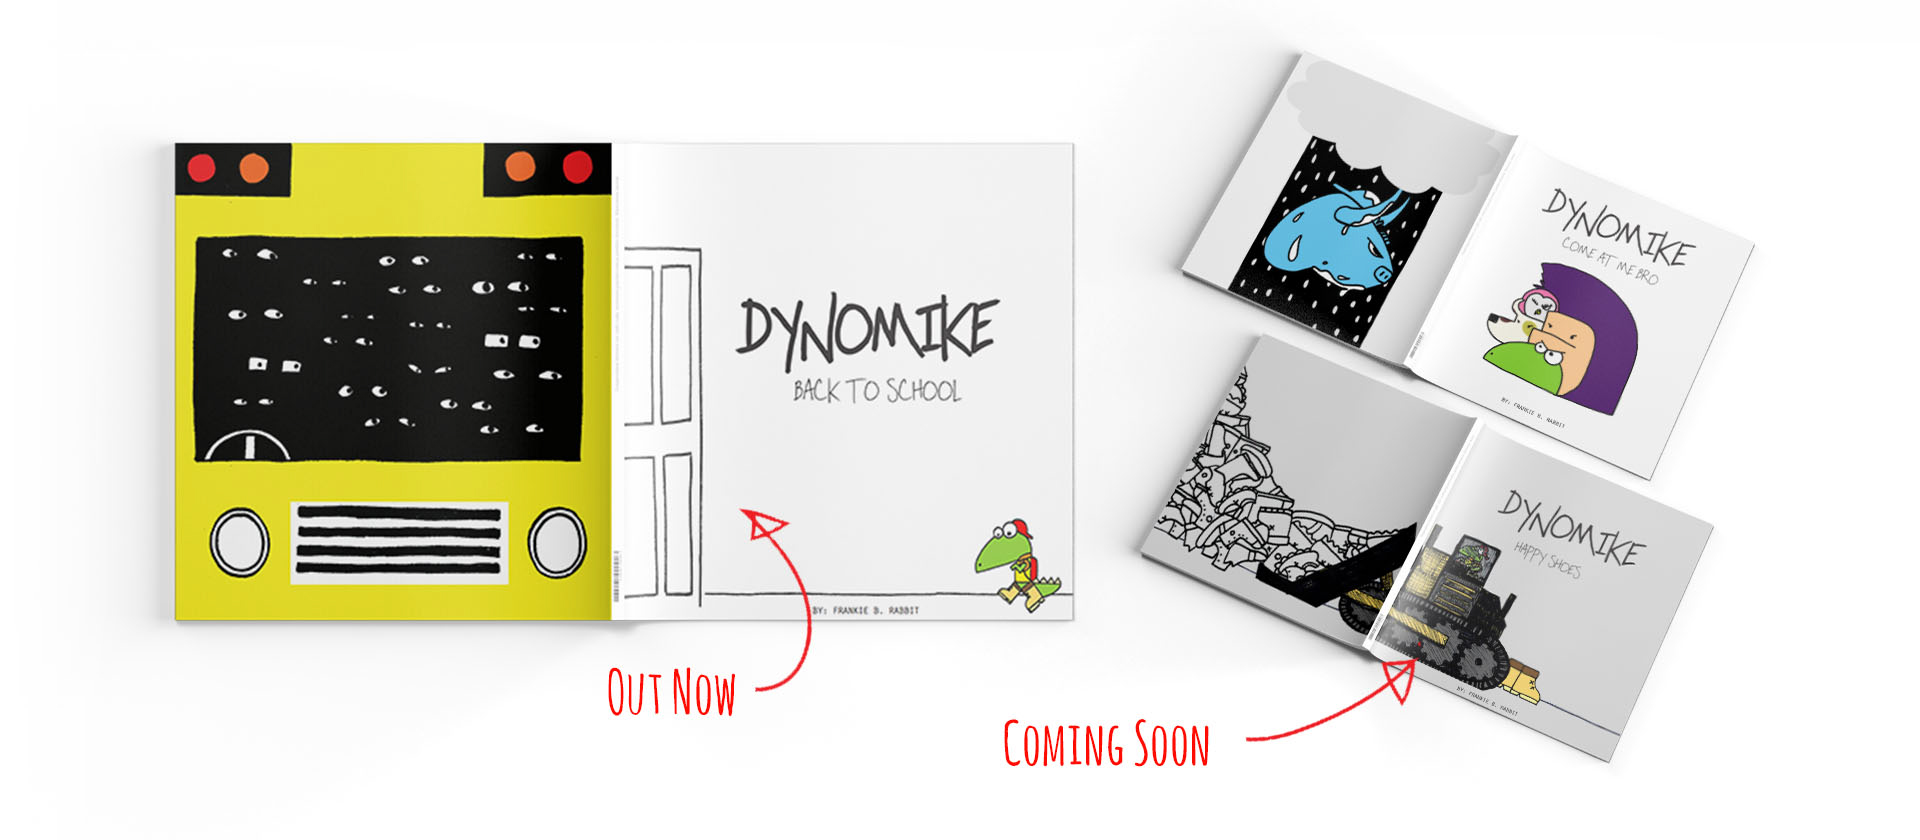 DYNOMIKE
BACK TO SCHOOL
BY: FRANKIE B. RABBIT
OUT NOW
DYNOMIKE
COME AT ME BRO
BY: FRANKIE B. RABBIT
DYNOMIKE
HAPPY SHOES
BY: FRANKIE B. RABBIT
COMING SOON